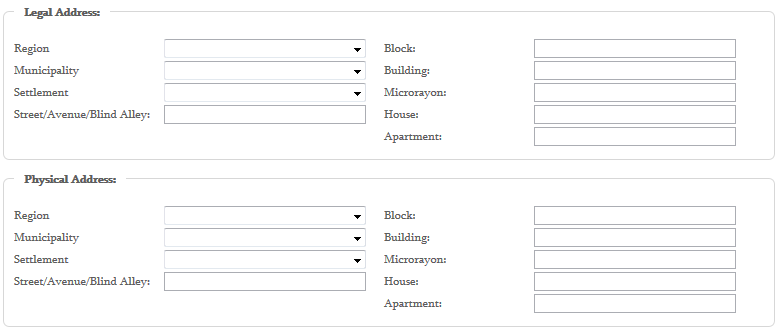 Legal Address:
Region
Municipality
Settlement
Street/Avenue/Blind Alley:
Block:
Building:
Microrayon:
House:
Apartment:
Physical Address:
Region
Municipality
Settlement
Street/Avenue/Blind Alley:
Block:
Building:
Microrayon:
House:
Apartment: